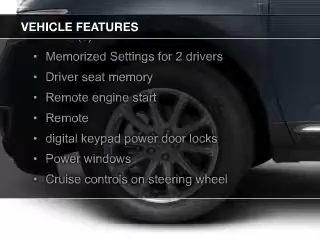 VEHICLE FEATURES
• Memorized Settings for 2 drivers
• Driver seat memory
• Remote engine start
• Remote
• digital keypad power door locks
• Power windows
• Cruise controls on steering wheel